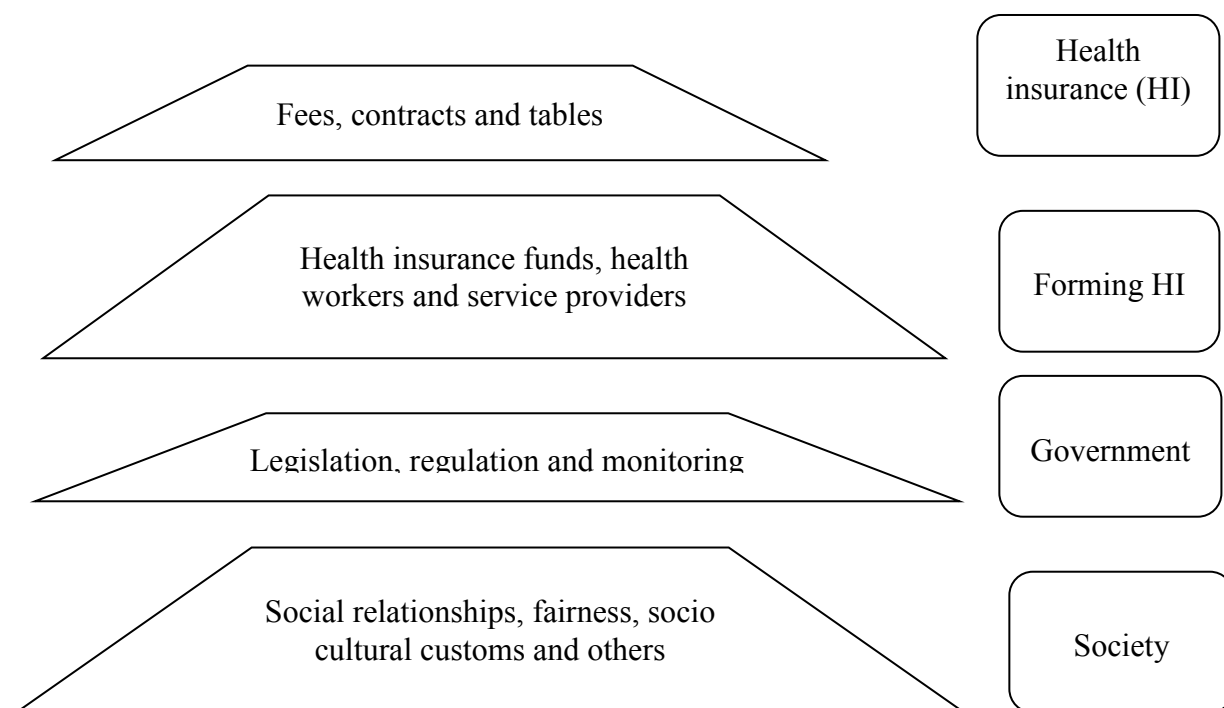 Health
insurance (HI)
Fees, contracts and tables
Health insurance funds, health
workers and service providers
Forming HI
Legislation, regulation and monitoring
Government
Social relationships, fairness, socio
cultural customs and others
Society